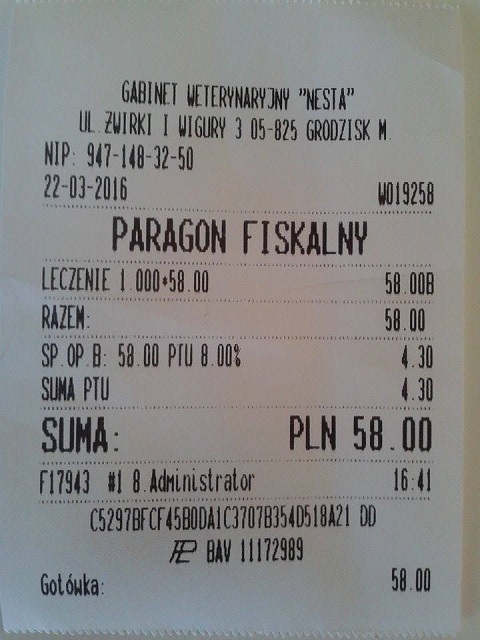 GABINET WETERYNARYJNY "NESTA"
UL.ŻWIRKI I WIGURY 3 05-825 GRODZISK M.
NIP: 947-148-32-50
22-03-2016 W019258
PARAGON FISKALNY
LECZENIE 1.000*58.00 58.00B
RAZEM: 58.00
SP.OP.B: 58.00 PTU 8.00% 4.30
SUMA PTU 4.30
SUMA: PLN 58.00
F17943 #1 8.Administrator 16:41
C5297BFCF45B0DA1C3707B354D518A21 DD
BAV 11172989
Gotówka: 58.00